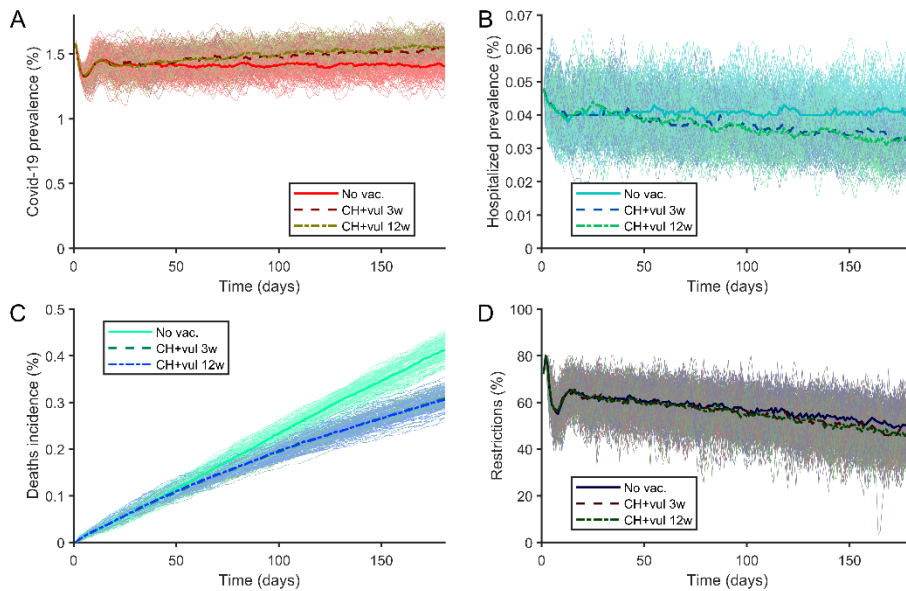 A
Covid-19 prevalence (%)
1.5
1
0.5
0
0
50
100
150
Time (days)
No vac.
CH+vul 3w
CH+vul 12w
B
Hospitalized prevalence (%)
0.07
0.06
0.05
0.04
0.03
0.02
0.01
0
0
50
100
150
Time (days)
No vac.
CH+vul 3w
CH+vul 12w
C
Deaths incidence (%)
0.5
0.4
0.3
0.2
0.1
0
0
50
100
150
Time (days)
No vac.
CH+vul 3w
CH+vul 12w
D
Restrictions (%)
100
80
60
40
20
0
0
50
100
150
Time (days)
No vac.
CH+vul 3w
CH+vul 12w